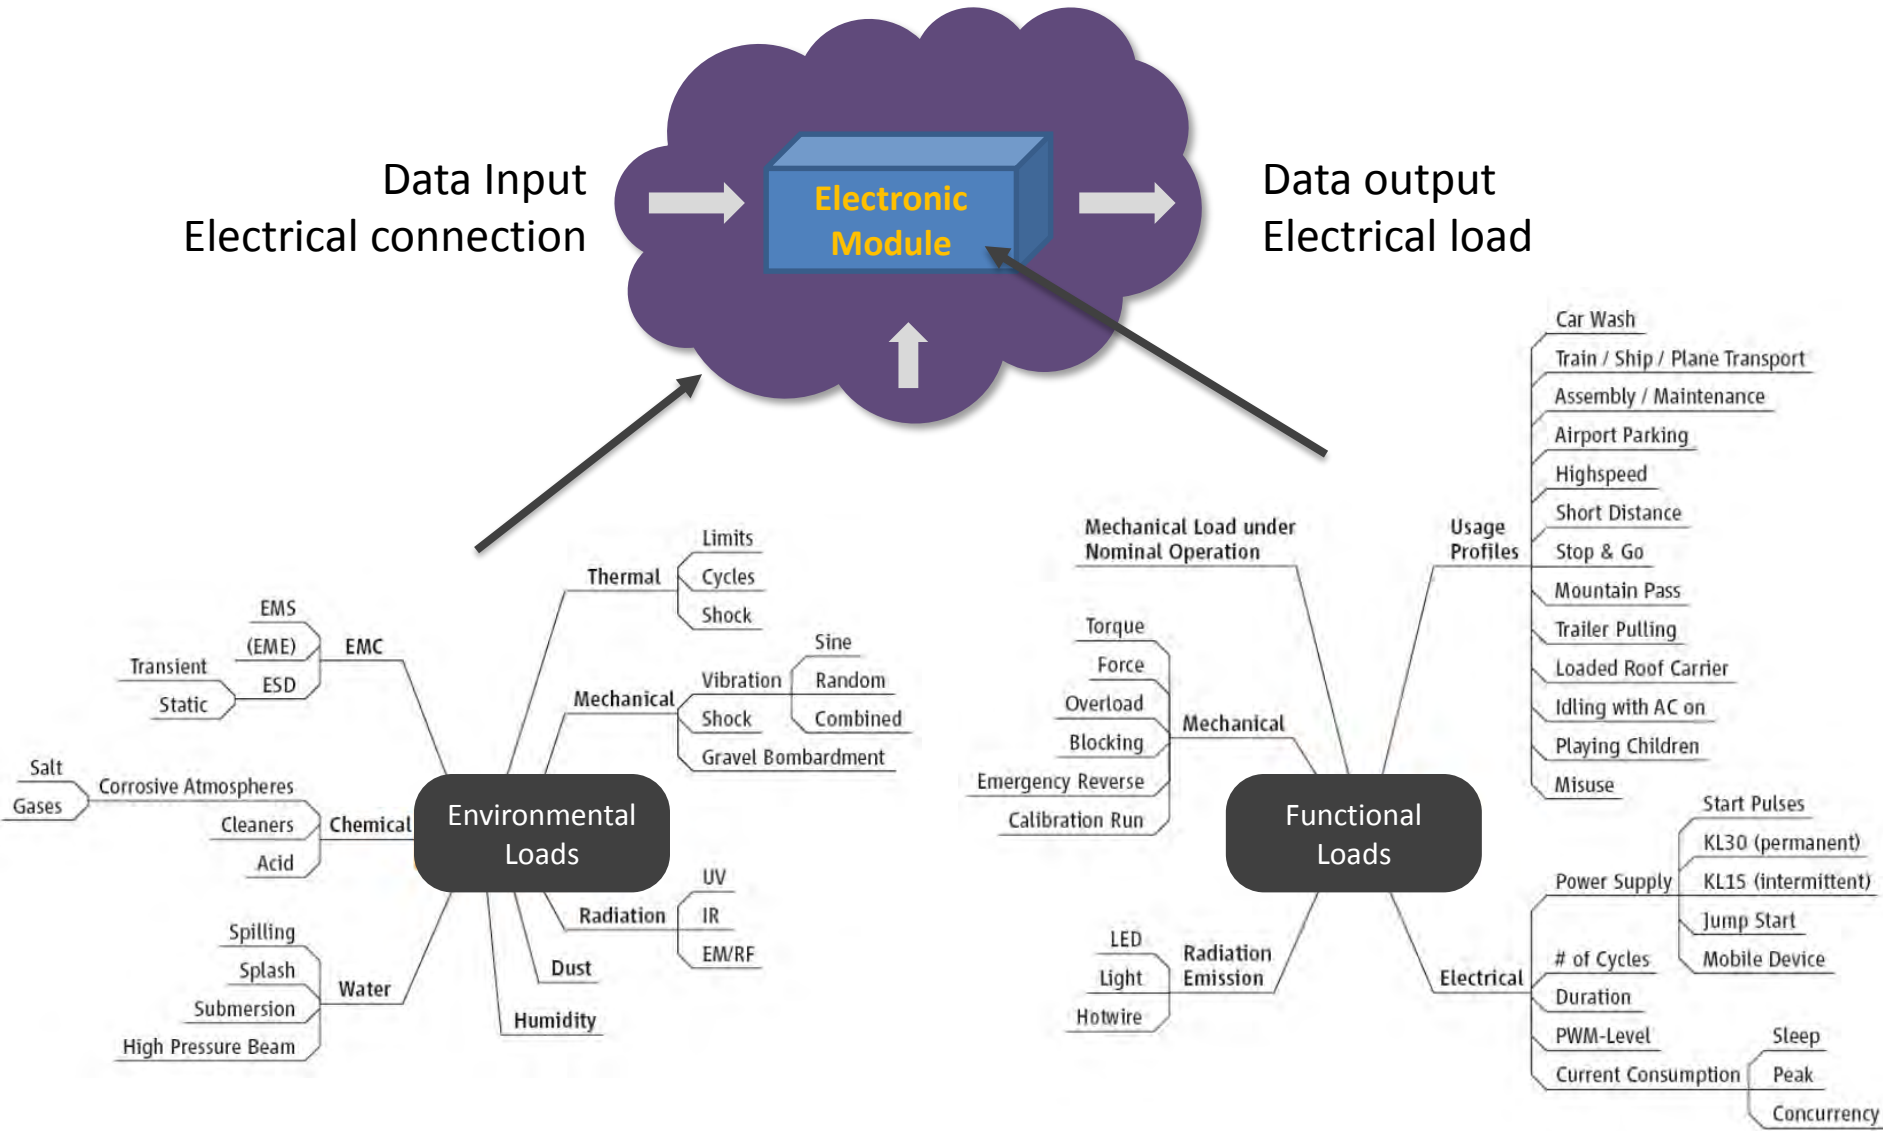 Data Input
Electrical connection
Electronic
Module
Data output
Electrical load
Thermal
Limits
Cycles
Shock
Mechanical
Vibration
Sine
Random
Combined
Shock
Gravel Bombardment
EMS
(EME)
EMC
ESD
Transient
Static
Salt
Gases
Corrosive Atmospheres
Cleaners
Acid
Chemical
Environmental
Loads
Radiation
UV
IR
EM/RF
Dust
Humidity
Water
Spilling
Splash
Submersion
High Pressure Beam
Mechanical Load under
Nominal Operation
Usage
Profiles
Car Wash
Train / Ship / Plane Transport
Assembly / Maintenance
Airport Parking
Highspeed
Short Distance
Stop & Go
Mountain Pass
Trailer Pulling
Loaded Roof Carrier
Idling with AC on
Playing Children
Misuse
Torque
Force
Overload
Blocking
Emergency Reverse
Calibration Run
Mechanical
Functional
Loads
LED
Light
Hotwire
Radiation
Emission
Electrical
Power Supply
Start Pulses
KL30 (permanent)
KL15 (intermittent)
Jump Start
Mobile Device
# of Cycles
Duration
PWM-Level
Current Consumption
Sleep
Peak
Concurrency